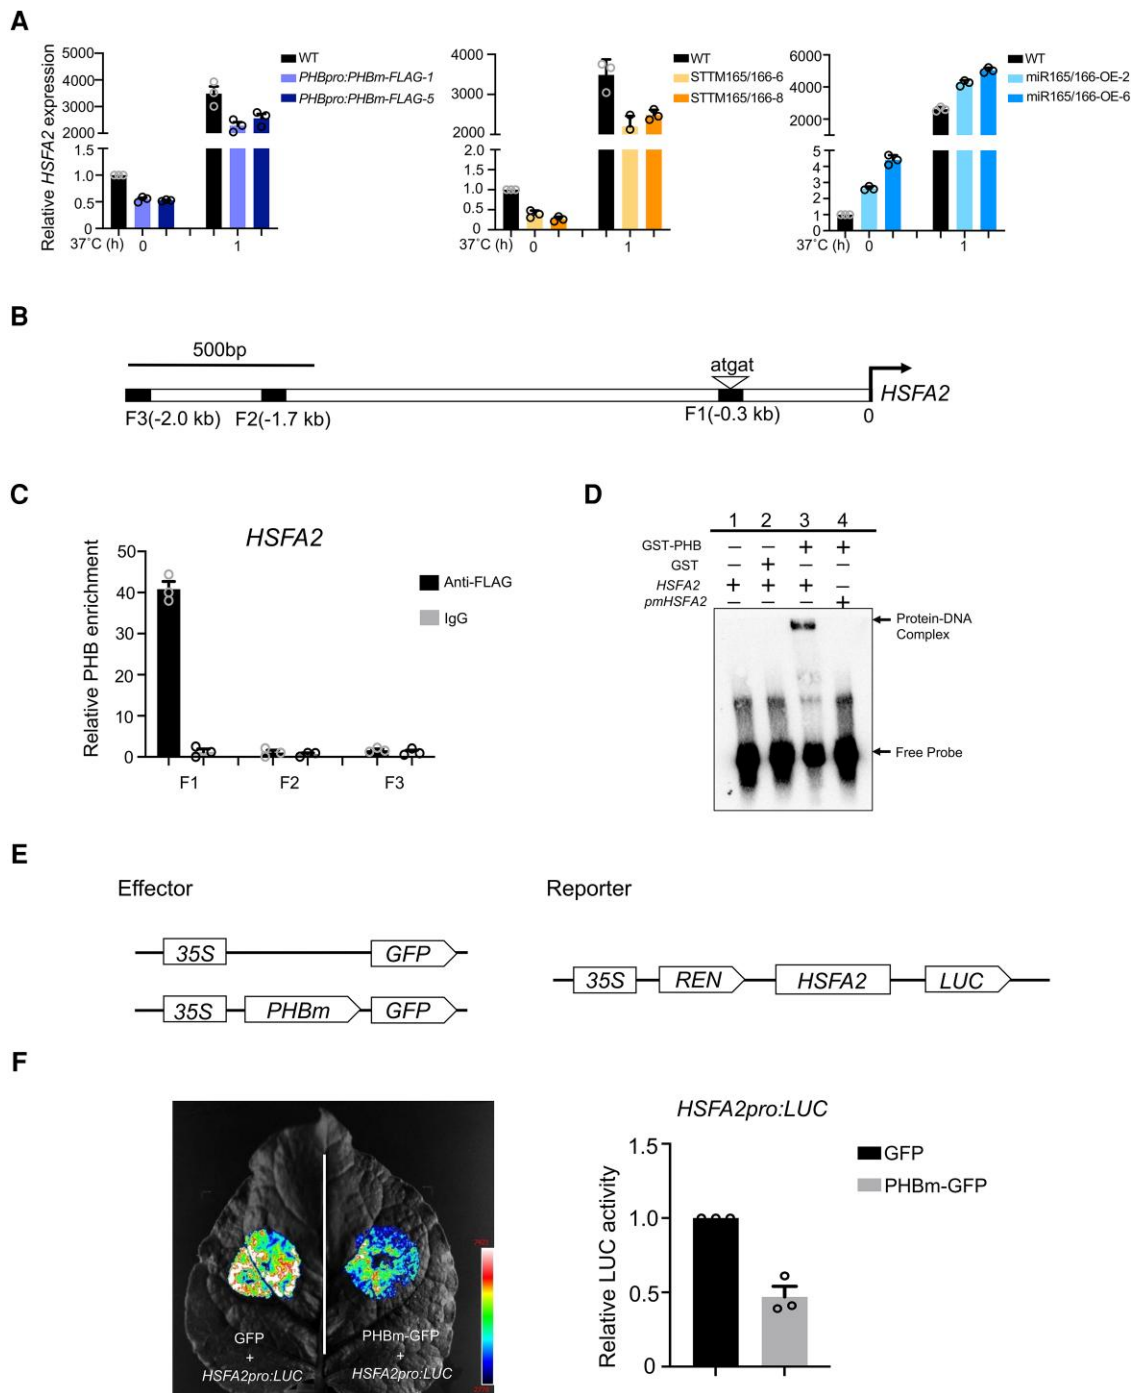 A
Relative HSFA2 expression
5000
4000
3000
2000
1.5
1.0
0.5
0
37°C (h)
0
1
WT
PHBpro:PHBm-FLAG-1
PHBpro:PHBm-FLAG-5
4000
3000
2000
2.0
1.5
1.0
0.5
0
37°C (h)
0
1
WT
STTM165/166-6
STTM165/166-8
6000
4000
2000
5
4
3
2
1
0
37°C (h)
0
1
WT
miR165/166-OE-2
miR165/166-OE-6
B
500bp
atgat
HSFA2
F3(-2.0 kb)
F2(-1.7 kb)
F1(-0.3 kb)
0
C
HSFA2
Relative PHB enrichment
50
40
30
20
10
0
F1
F2
F3
Anti-FLAG
IgG
D
1 2 3 4
GST-PHB – – + +
GST – + – –
HSFA2 + + + –
pmHSFA2 – – – +
Protein-DNA
Complex
Free Probe
E
Effector
Reporter
35S GFP
35S PHBm GFP
35S REN HSFA2 LUC
F
GFP
+
HSFA2pro:LUC
PHBm-GFP
+
HSFA2pro:LUC
HSFA2pro:LUC
Relative LUC activity
1.5
1.0
0.5
0
GFP
PHBm-GFP